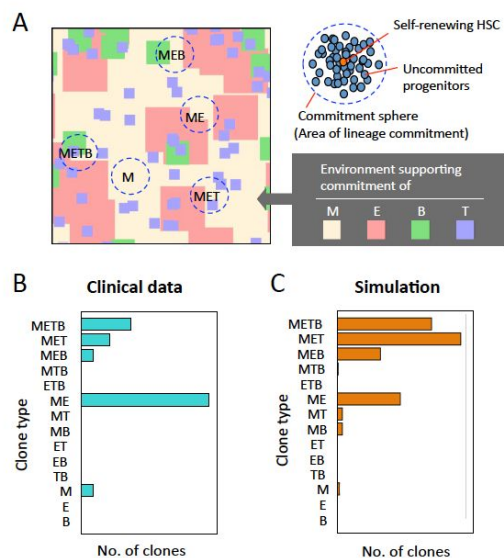 A
MEB
ME
METB
M
MET
Self-renewing HSC
Uncommitted
progenitors
Commitment sphere
(Area of lineage commitment)
Environment supporting
commitment of
M E B T
B Clinical data
Clone type
METB
MET
MEB
MTB
ETB
ME
MT
MB
ET
EB
TB
M
E
B
No. of clones
C Simulation
Clone type
METB
MET
MEB
MTB
ETB
ME
MT
MB
ET
EB
TB
M
E
B
No. of clones